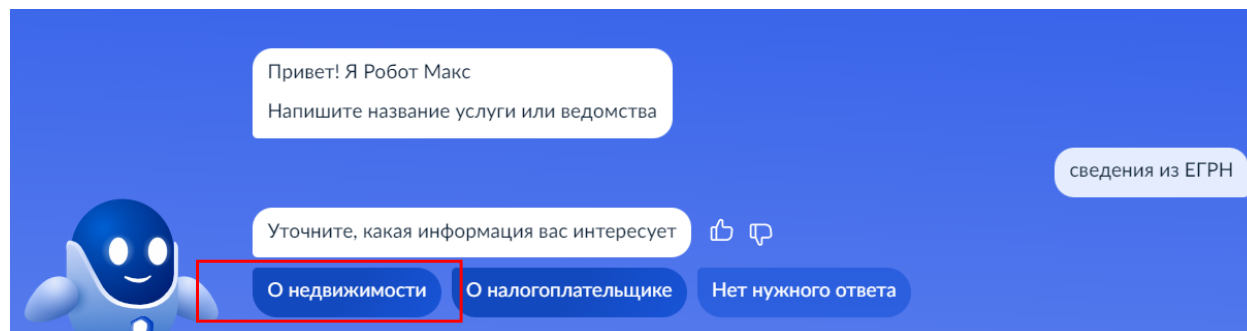 Привет! Я Робот Макс
Напишите название услуги или ведомства
сведения из ЕГРН
Уточните, какая информация вас интересует
О недвижимости
О налогоплательщике
Нет нужного ответа